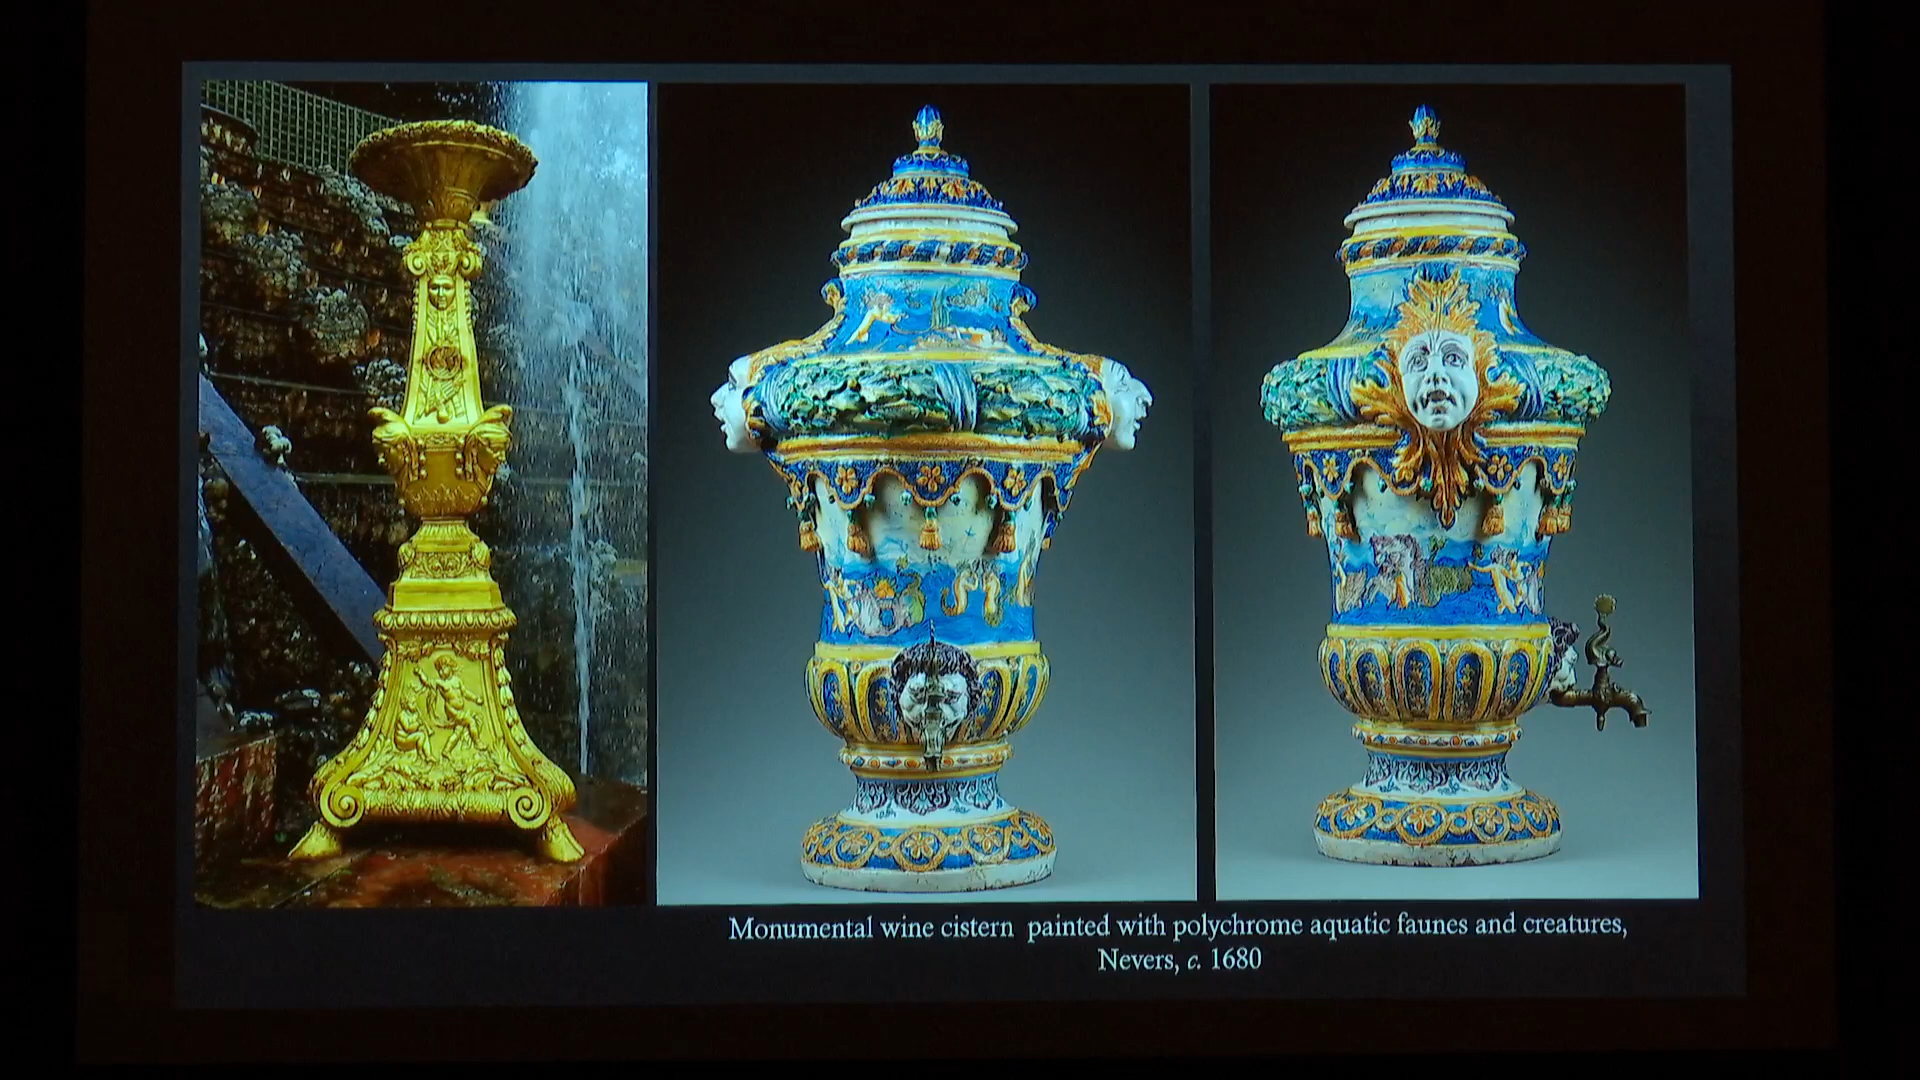 Monumental wine cistern painted with polychrome aquatic faunes and creatures,
Nevers, c. 1680